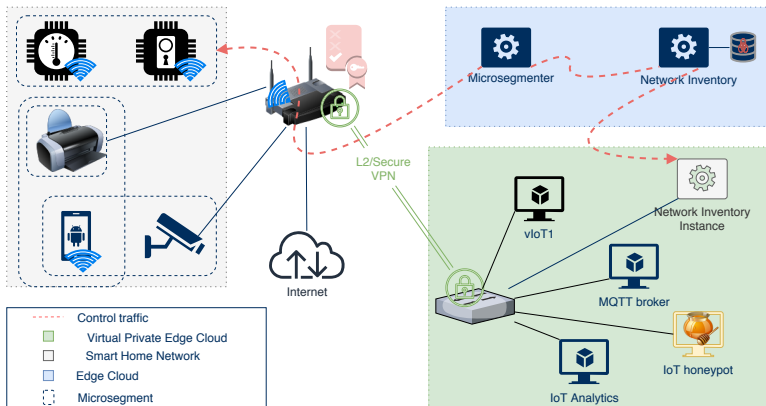 Microsegmenter
Network Inventory
L2/Secure
VPN
Network Inventory
Instance
vIoT1
Internet
MQTT broker
IoT honeypot
IoT Analytics
Control traffic
Virtual Private Edge Cloud
Smart Home Network
Edge Cloud
Microsegment